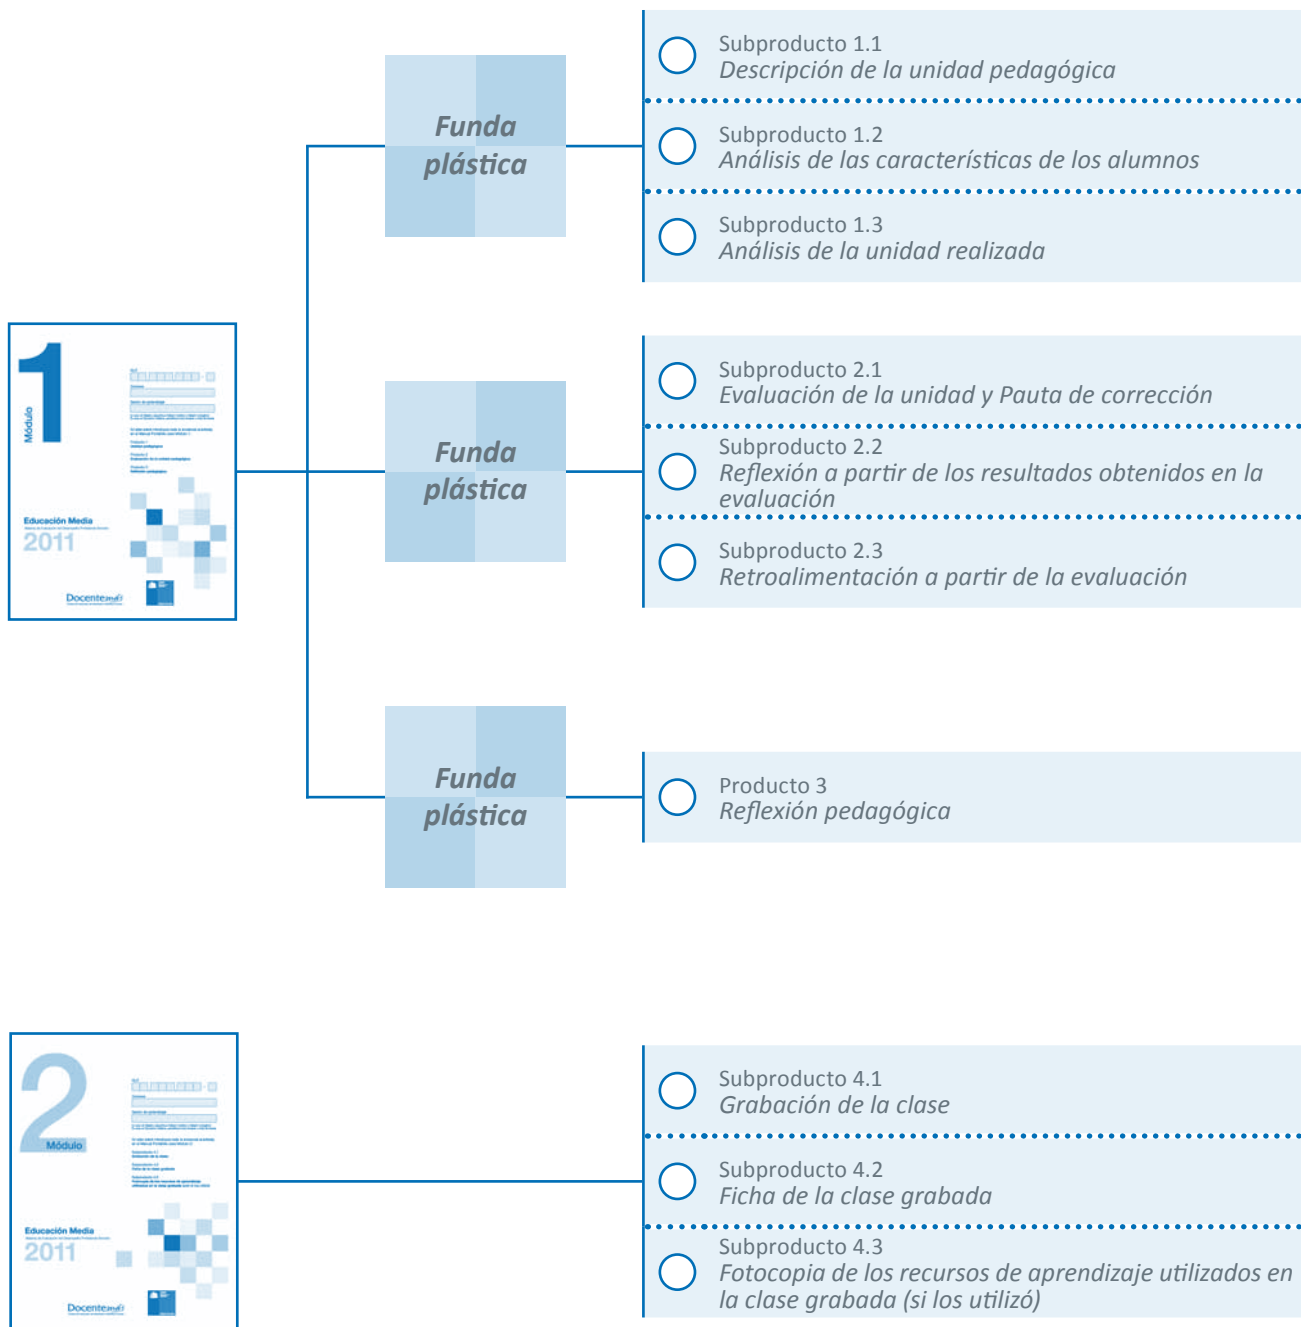 Funda
plástica
Subproducto 1.1
Descripción de la unidad pedagógica
Subproducto 1.2
Análisis de las características de los alumnos
Subproducto 1.3
Análisis de la unidad realizada
1
Módulo
Educación Media
2011
Docentemás
Funda
plástica
Subproducto 2.1
Evaluación de la unidad y Pauta de corrección
Subproducto 2.2
Reflexión a partir de los resultados obtenidos en la
evaluación
Subproducto 2.3
Retroalimentación a partir de la evaluación
Funda
plástica
Producto 3
Reflexión pedagógica
2
Módulo
Educación Media
2011
Docentemás
Subproducto 4.1
Grabación de la clase
Subproducto 4.2
Ficha de la clase grabada
Subproducto 4.3
Fotocopia de los recursos de aprendizaje utilizados en
la clase grabada (si los utilizó)